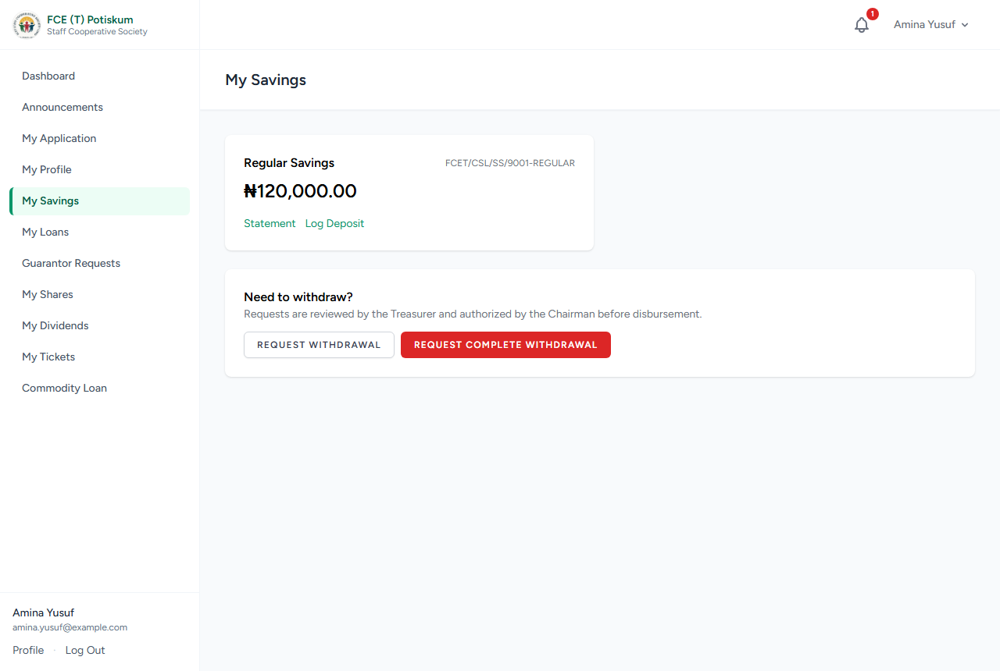 FCE (T) Potiskum
Staff Cooperative Society
1
Amina Yusuf
Dashboard
Announcements
My Application
My Profile
My Savings
My Loans
Guarantor Requests
My Shares
My Dividends
My Tickets
Commodity Loan
Amina Yusuf
amina.yusuf@example.com
Profile · Log Out
My Savings
Regular Savings FCET/CSL/SS/9001-REGULAR
₦120,000.00
Statement Log Deposit
Need to withdraw?
Requests are reviewed by the Treasurer and authorized by the Chairman before disbursement.
REQUEST WITHDRAWAL REQUEST COMPLETE WITHDRAWAL